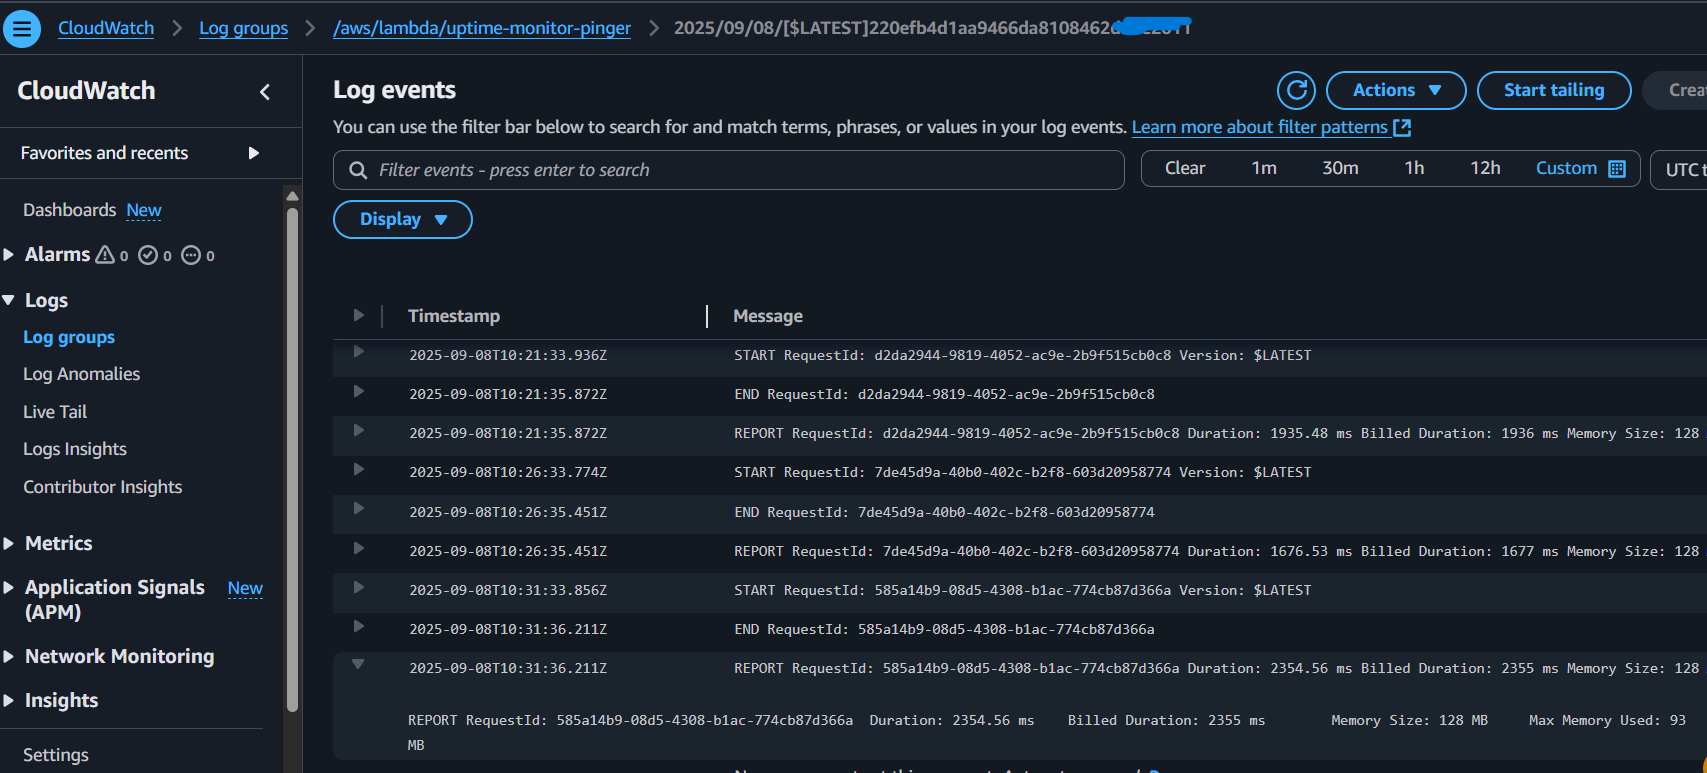 CloudWatch > Log groups > /aws/lambda/uptime-monitor-pinger > 2025/09/08/[$LATEST]220efb4d1aa9466da8108462
CloudWatch
Favorites and recents
Dashboards New
Alarms 0 0 0
Logs
Log groups
Log Anomalies
Live Tail
Logs Insights
Contributor Insights
Metrics
Application Signals New
(APM)
Network Monitoring
Insights
Settings
Log events
Actions
Start tailing
Crea
You can use the filter bar below to search for and match terms, phrases, or values in your log events. Learn more about filter patterns
Filter events - press enter to search
Clear 1m 30m 1h 12h Custom
UTC t
Display
Timestamp Message
2025-09-08T10:21:33.936Z START RequestId: d2da2944-9819-4052-ac9e-2b9f515cb0c8 Version: $LATEST
2025-09-08T10:21:35.872Z END RequestId: d2da2944-9819-4052-ac9e-2b9f515cb0c8
2025-09-08T10:21:35.872Z REPORT RequestId: d2da2944-9819-4052-ac9e-2b9f515cb0c8 Duration: 1935.48 ms Billed Duration: 1936 ms Memory Size: 128
2025-09-08T10:26:33.774Z START RequestId: 7de45d9a-40b0-402c-b2f8-603d20958774 Version: $LATEST
2025-09-08T10:26:35.451Z END RequestId: 7de45d9a-40b0-402c-b2f8-603d20958774
2025-09-08T10:26:35.451Z REPORT RequestId: 7de45d9a-40b0-402c-b2f8-603d20958774 Duration: 1676.53 ms Billed Duration: 1677 ms Memory Size: 128
2025-09-08T10:31:33.856Z START RequestId: 585a14b9-08d5-4308-b1ac-774cb87d366a Version: $LATEST
2025-09-08T10:31:36.211Z END RequestId: 585a14b9-08d5-4308-b1ac-774cb87d366a
2025-09-08T10:31:36.211Z REPORT RequestId: 585a14b9-08d5-4308-b1ac-774cb87d366a Duration: 2354.56 ms Billed Duration: 2355 ms Memory Size: 128
REPORT RequestId: 585a14b9-08d5-4308-b1ac-774cb87d366a Duration: 2354.56 ms Billed Duration: 2355 ms Memory Size: 128 MB Max Memory Used: 93
MB